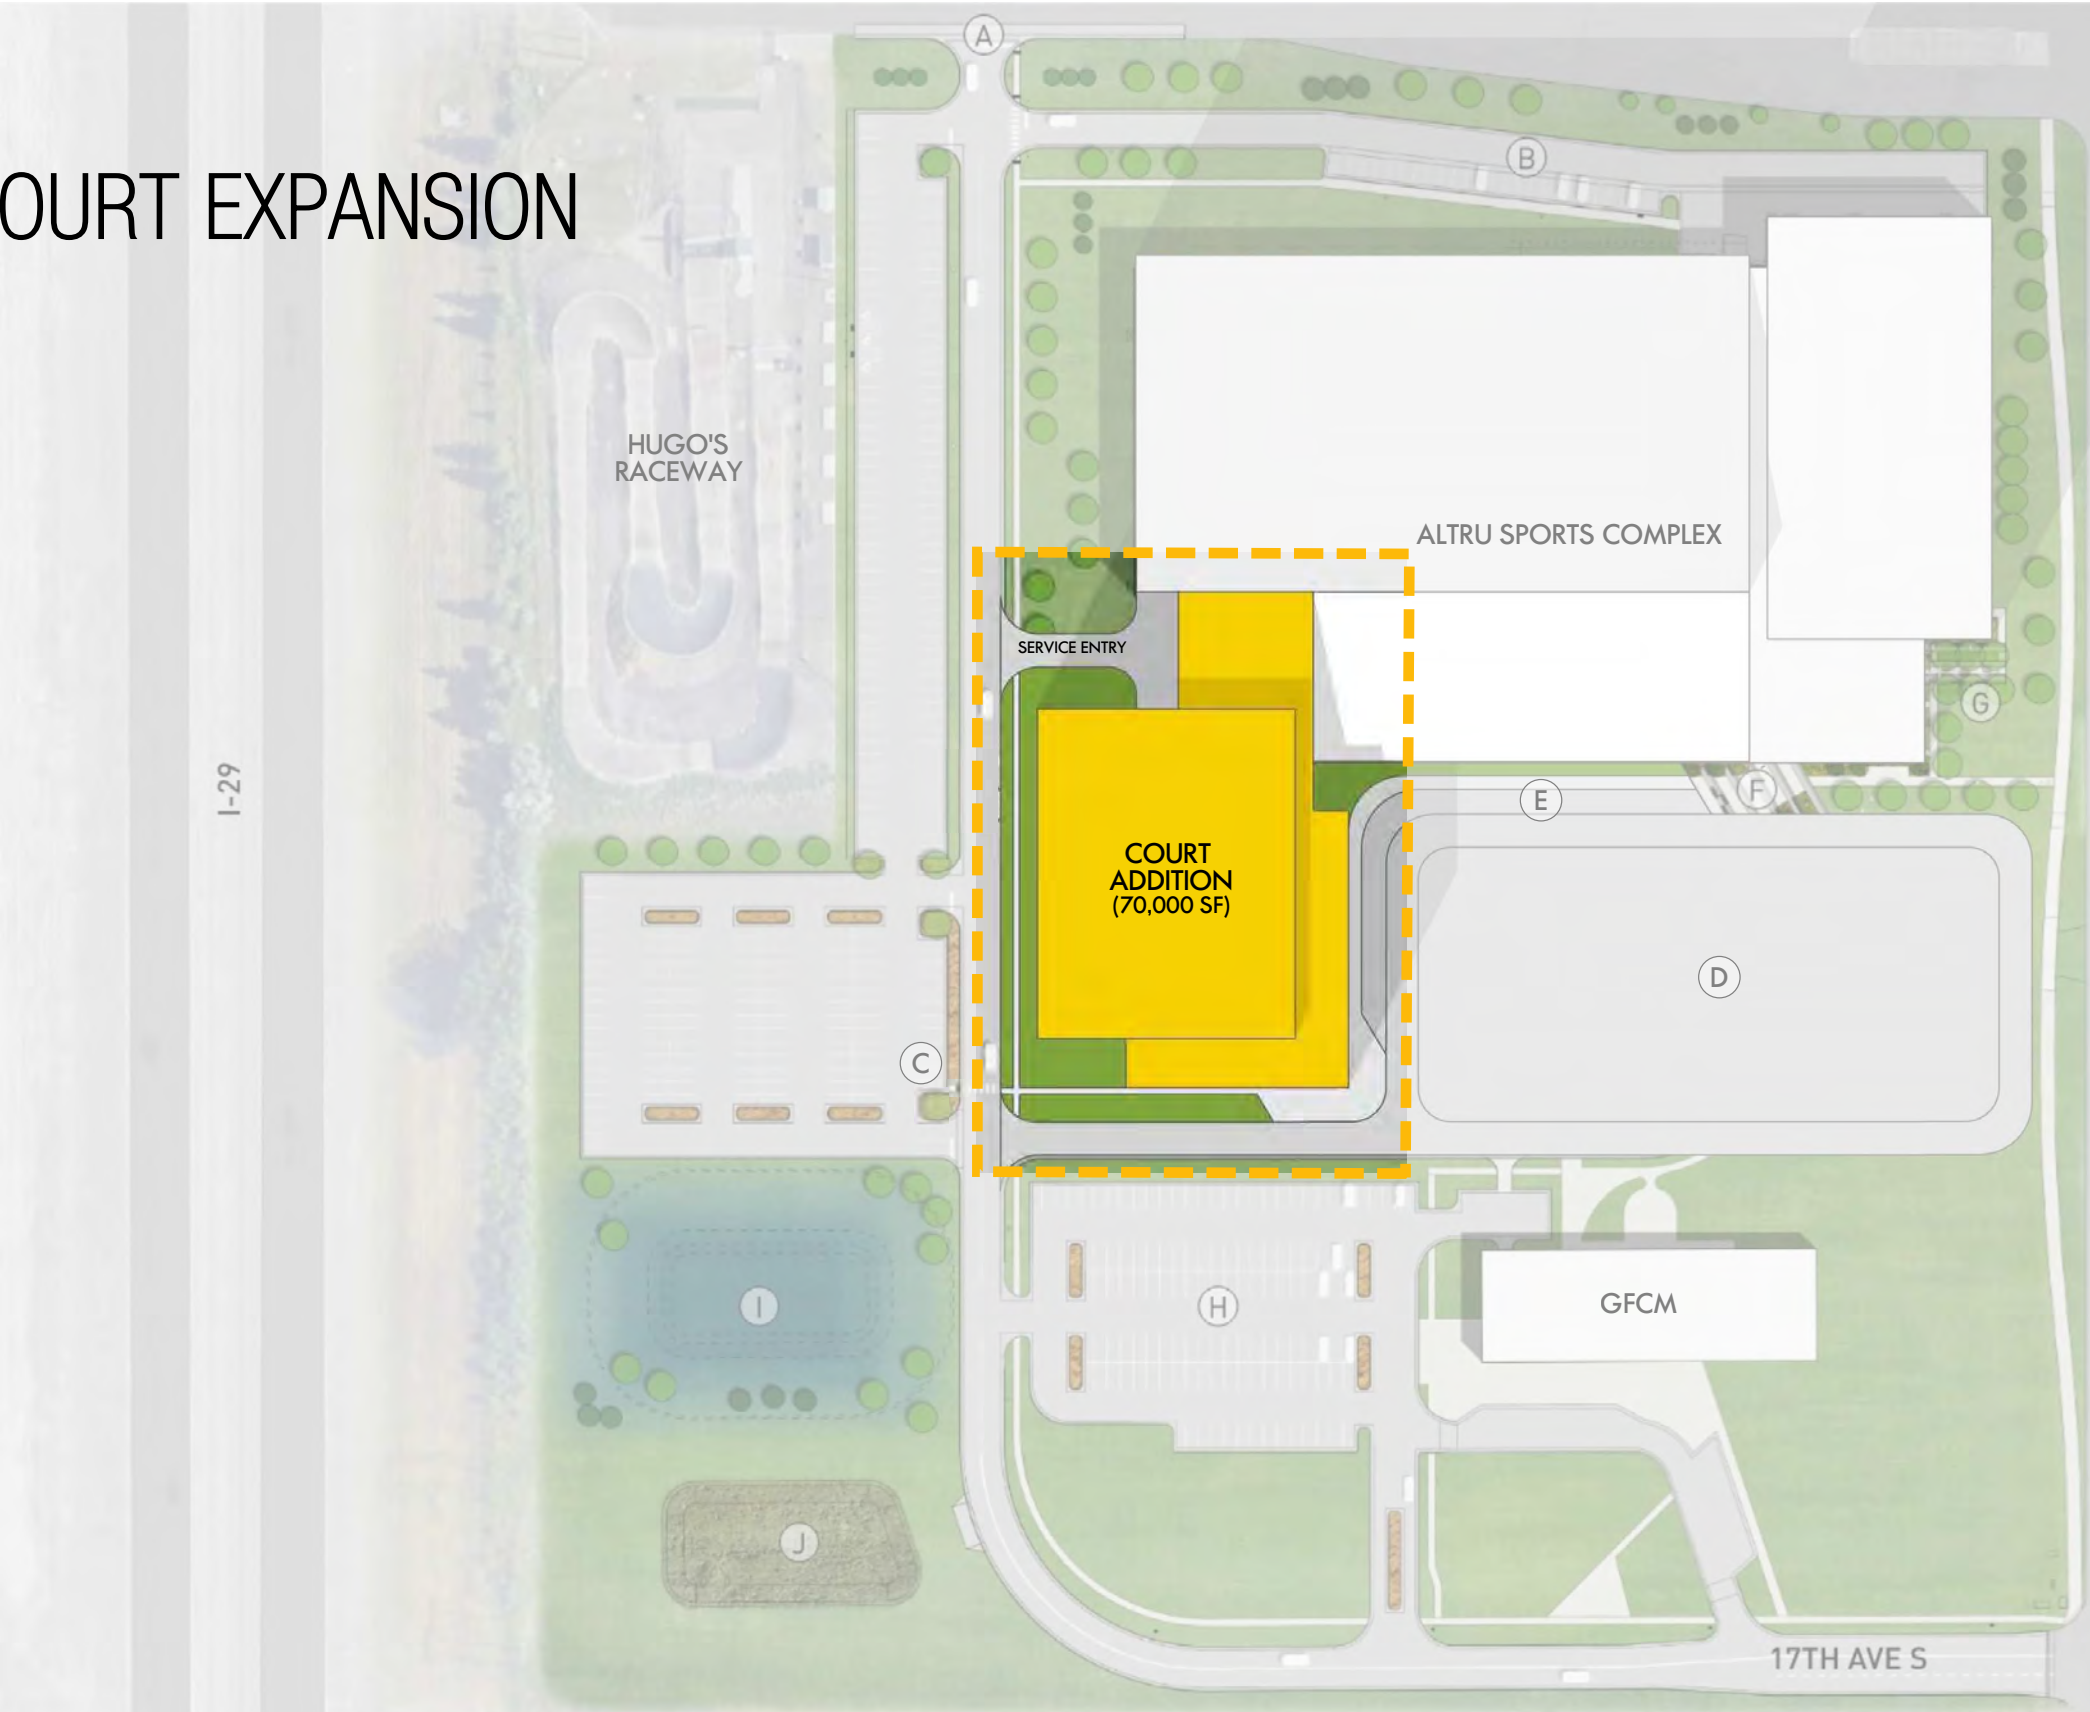 A
B
OURT EXPANSION
HUGO'S
RACEWAY
ALTRU SPORTS COMPLEX
SERVICE ENTRY
G
I-29
E
F
COURT
ADDITION
(70,000 SF)
D
C
I
H
GFCM
J
17TH AVE S